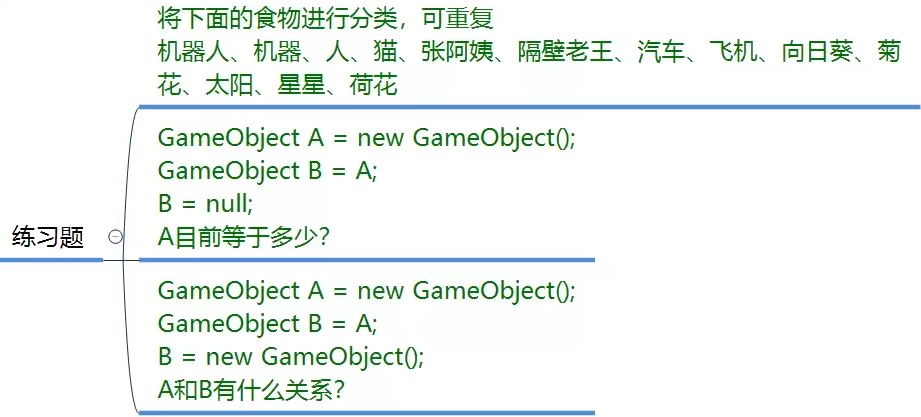 将下面的食物进行分类，可重复
机器人、机器、人、猫、张阿姨、隔壁老王、汽车、飞机、向日葵、菊
花、太阳、星星、荷花
GameObject A = new GameObject();
GameObject B = A;
B = null;
A目前等于多少？
练习题
GameObject A = new GameObject();
GameObject B = A;
B = new GameObject();
A和B有什么关系？